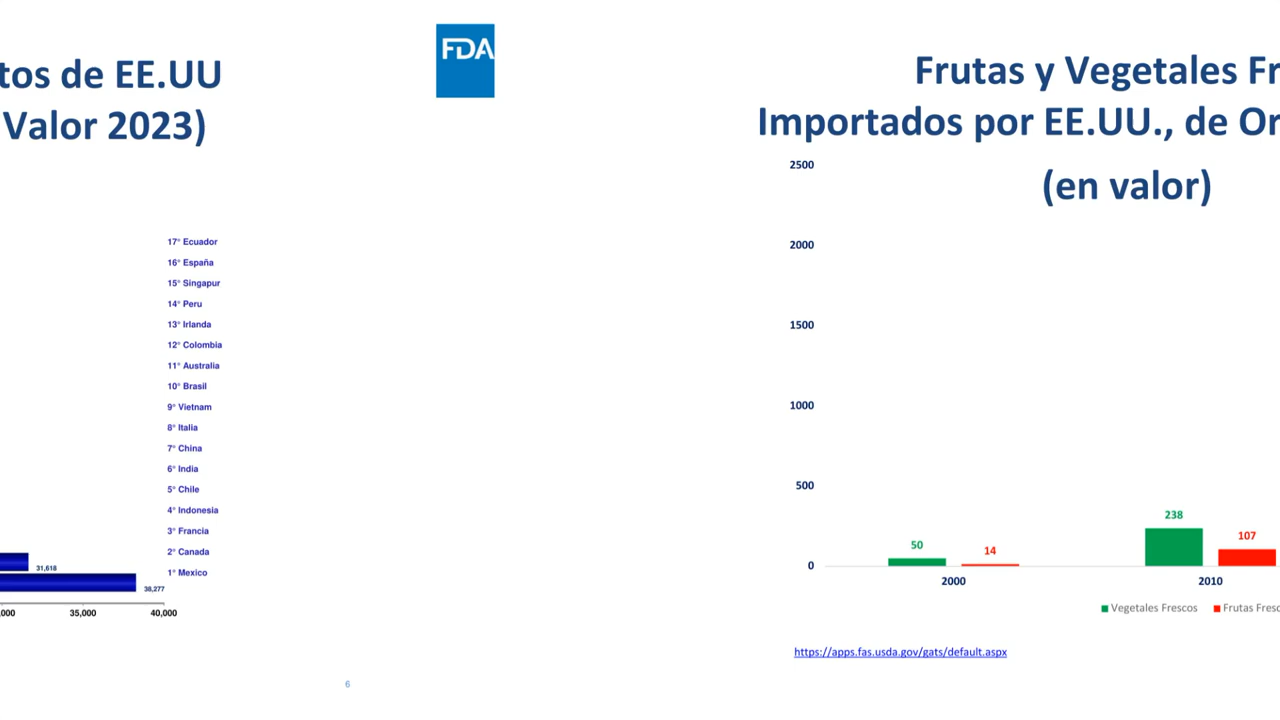 tos de EE.UU
Valor 2023)
FDA
17° Ecuador
16° España
15° Singapur
14° Peru
13° Irlanda
12° Colombia
11° Australia
10° Brasil
9° Vietnam
8° Italia
7° China
6° India
5° Chile
4° Indonesia
3° Francia
2° Canada
1° Mexico
31,618
38,277
,000 35,000 40,000
6
Frutas y Vegetales Fr
Importados por EE.UU., de Or
(en valor)
2500
2000
1500
1000
500
0
50
14
238
107
2000 2010
Vegetales Frescos Frutas Fresc
https://apps.fas.usda.gov/gats/default.aspx